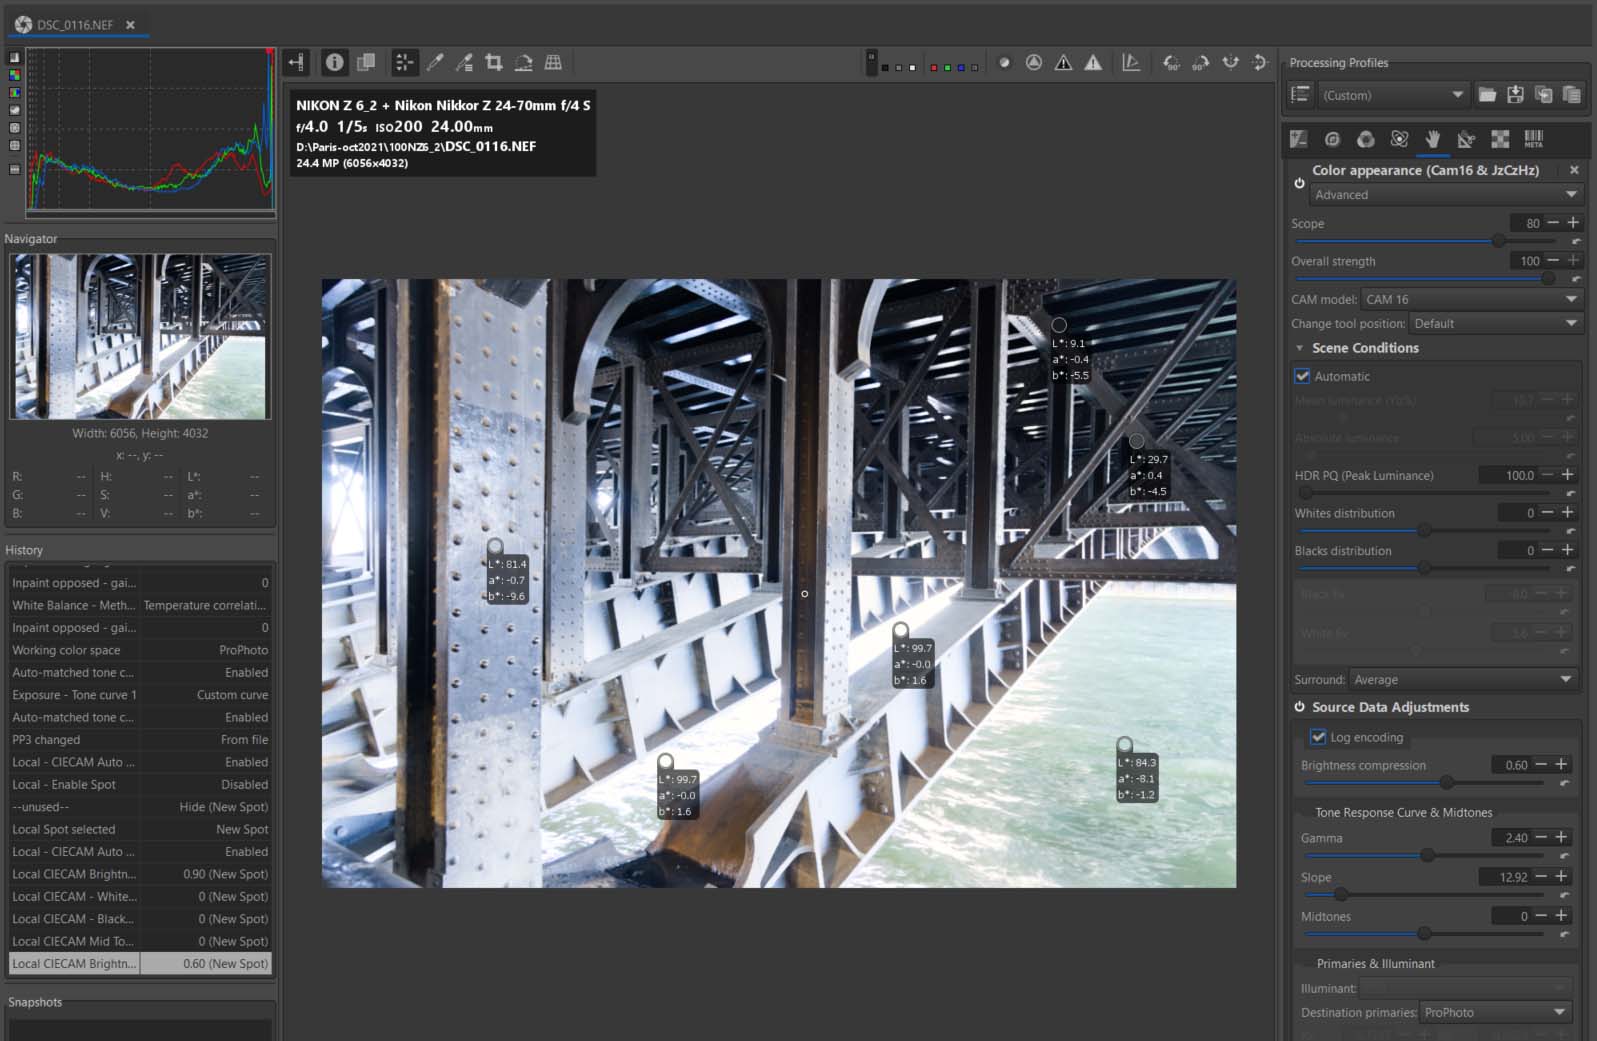 DSC_0116.NEF
NIKON Z 6_2 + Nikon Nikkor Z 24-70mm f/4 S
f/4.0 1/5s ISO200 24.00mm
D:\Paris-oct2021\100NZ6_2\DSC_0116.NEF
24.4 MP (6056x4032)
Navigator
Width: 6056, Height: 4032
x: --, y: --
R: -- H: -- L*: --
G: -- S: -- a*: --
B: -- V: -- b*: --
History
Inpaint opposed - gai... 0
White Balance - Meth... Temperature correlati...
Inpaint opposed - gai... 0
Working color space ProPhoto
Auto-matched tone c... Enabled
Exposure - Tone curve 1 Custom curve
Auto-matched tone c... Enabled
PP3 changed From file
Local - CIECAM Auto ... Enabled
Local - Enable Spot Disabled
--unused-- Hide (New Spot)
Local Spot selected New Spot
Local - CIECAM Auto ... Enabled
Local CIECAM Brightn... 0.90 (New Spot)
Local CIECAM - White... 0 (New Spot)
Local CIECAM - Black... 0 (New Spot)
Local CIECAM Mid To... 0 (New Spot)
Local CIECAM Brightn... 0.60 (New Spot)
Snapshots
L*: 9.1
a*: -0.4
b*: -5.5
L*: 29.7
a*: 0.4
b*: -4.5
L*: 81.4
a*: -0.7
b*: -9.6
L*: 99.7
a*: -0.0
b*: 1.6
L*: 99.7
a*: -0.0
b*: 1.6
L*: 84.3
a*: -8.1
b*: -1.2
Processing Profiles
(Custom)
META
Color appearance (Cam16 & JzCzHz)
Advanced
Scope 80
Overall strength 100
CAM model: CAM 16
Change tool position: Default
Scene Conditions
Automatic
Mean luminance (Yb%)
Absolute luminance 5.00
HDR PQ (Peak Luminance) 100.0
Whites distribution 0
Blacks distribution 0
Black Ev
White Ev
Surround: Average
Source Data Adjustments
Log encoding
Brightness compression 0.60
Tone Response Curve & Midtones
Gamma 2.40
Slope 12.92
Midtones 0
Primaries & Illuminant
Illuminant:
Destination primaries: ProPhoto